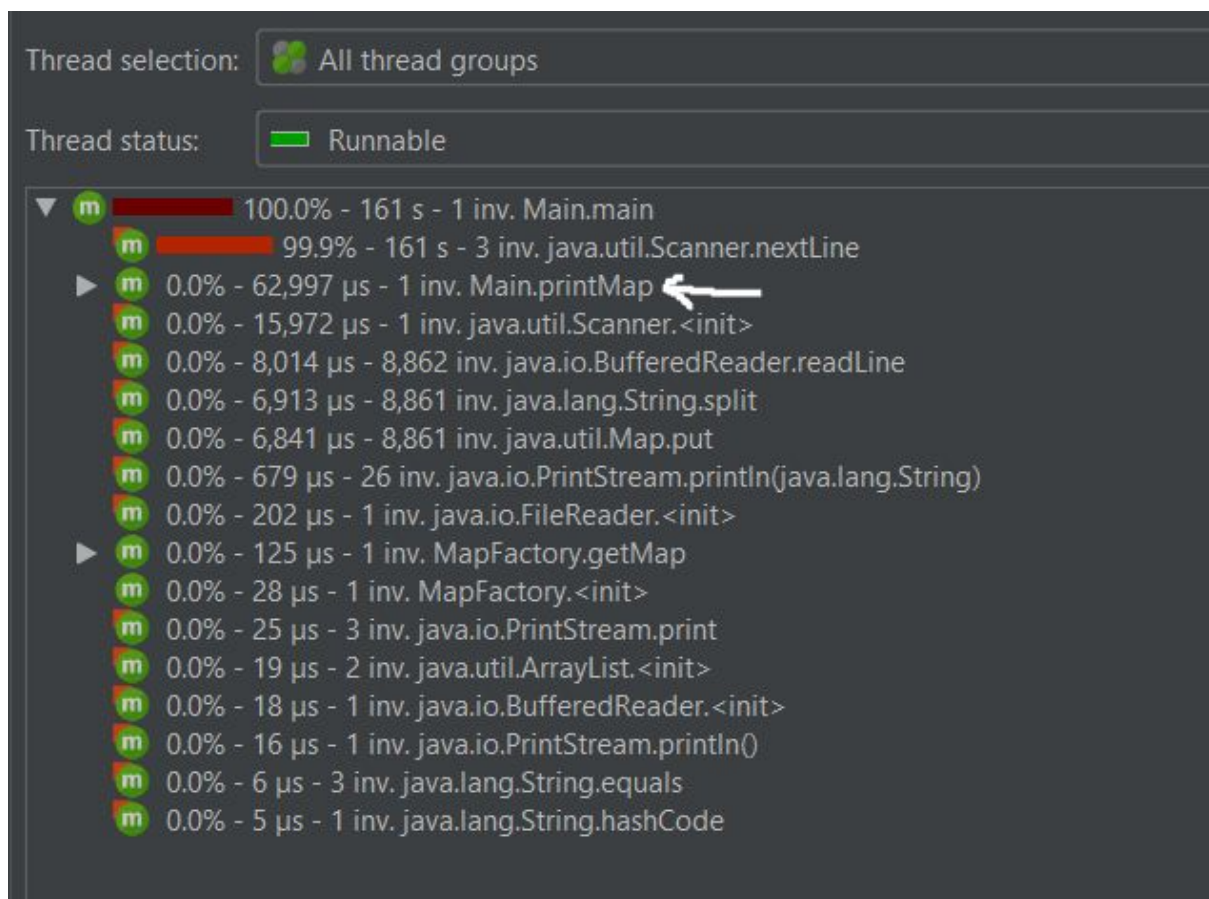 Thread selection: All thread groups
Thread status: Runnable
m 100.0% - 161 s - 1 inv. Main.main
m 99.9% - 161 s - 3 inv. java.util.Scanner.nextLine
m 0.0% - 62,997 µs - 1 inv. Main.printMap
m 0.0% - 15,972 µs - 1 inv. java.util.Scanner.<init>
m 0.0% - 8,014 µs - 8,862 inv. java.io.BufferedReader.readLine
m 0.0% - 6,913 µs - 8,861 inv. java.lang.String.split
m 0.0% - 6,841 µs - 8,861 inv. java.util.Map.put
m 0.0% - 679 µs - 26 inv. java.io.PrintStream.println(java.lang.String)
m 0.0% - 202 µs - 1 inv. java.io.FileReader.<init>
m 0.0% - 125 µs - 1 inv. MapFactory.getMap
m 0.0% - 28 µs - 1 inv. MapFactory.<init>
m 0.0% - 25 µs - 3 inv. java.io.PrintStream.print
m 0.0% - 19 µs - 2 inv. java.util.ArrayList.<init>
m 0.0% - 18 µs - 1 inv. java.io.BufferedReader.<init>
m 0.0% - 16 µs - 1 inv. java.io.PrintStream.println()
m 0.0% - 6 µs - 3 inv. java.lang.String.equals
m 0.0% - 5 µs - 1 inv. java.lang.String.hashCode